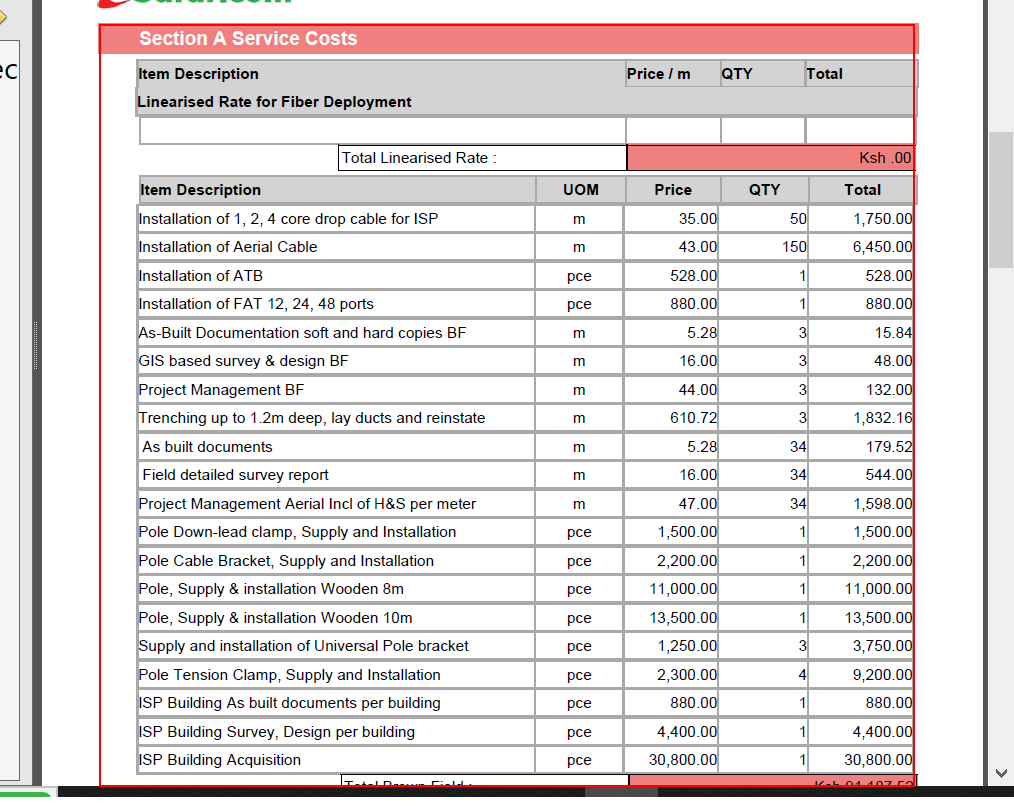 ec
Section A Service Costs
Item Description Price / m QTY Total
Linearised Rate for Fiber Deployment
Total Linearised Rate : Ksh .00
Item Description UOM Price QTY Total
Installation of 1, 2, 4 core drop cable for ISP m 35.00 50 1,750.00
Installation of Aerial Cable m 43.00 150 6,450.00
Installation of ATB pce 528.00 1 528.00
Installation of FAT 12, 24, 48 ports pce 880.00 1 880.00
As-Built Documentation soft and hard copies BF m 5.28 3 15.84
GIS based survey & design BF m 16.00 3 48.00
Project Management BF m 44.00 3 132.00
Trenching up to 1.2m deep, lay ducts and reinstate m 610.72 3 1,832.16
As built documents m 5.28 34 179.52
Field detailed survey report m 16.00 34 544.00
Project Management Aerial Incl of H&S per meter m 47.00 34 1,598.00
Pole Down-lead clamp, Supply and Installation pce 1,500.00 1 1,500.00
Pole Cable Bracket, Supply and Installation pce 2,200.00 1 2,200.00
Pole, Supply & installation Wooden 8m pce 11,000.00 1 11,000.00
Pole, Supply & installation Wooden 10m pce 13,500.00 1 13,500.00
Supply and installation of Universal Pole bracket pce 1,250.00 3 3,750.00
Pole Tension Clamp, Supply and Installation pce 2,300.00 4 9,200.00
ISP Building As built documents per building pce 880.00 1 880.00
ISP Building Survey, Design per building pce 4,400.00 1 4,400.00
ISP Building Acquisition pce 30,800.00 1 30,800.00
Total Brown Field : Ksh 91,187.52